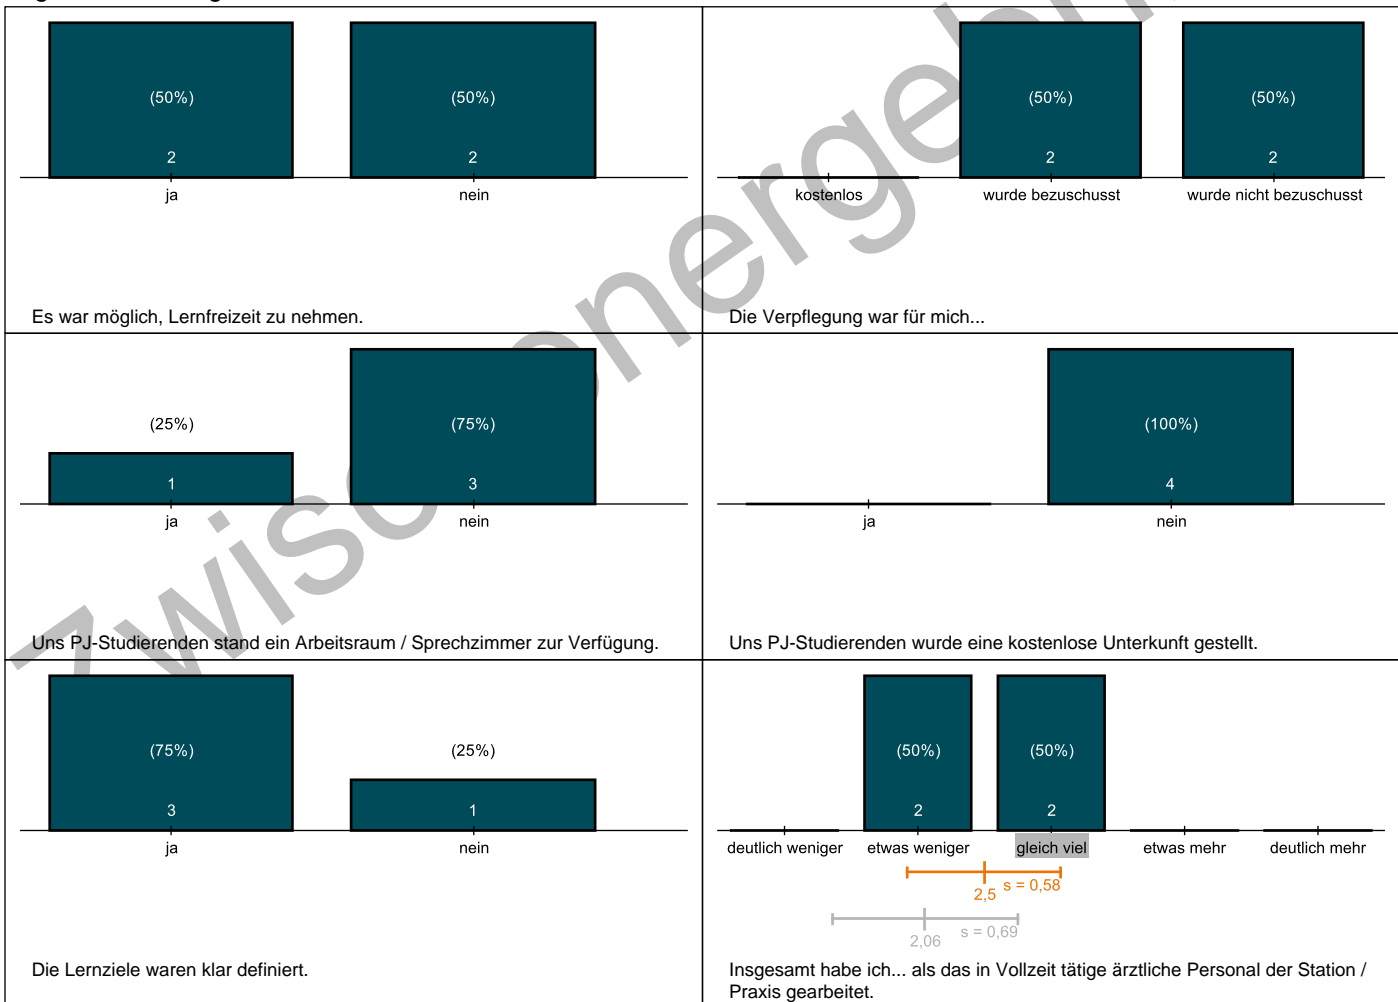 (50%)
2
ja
(50%)
2
nein
Es war möglich, Lernfreizeit zu nehmen.
kostenlos
(50%)
2
wurde bezuschusst
(50%)
2
wurde nicht bezuschusst
Die Verpflegung war für mich...
(25%)
1
ja
(75%)
3
nein
Uns PJ-Studierenden stand ein Arbeitsraum / Sprechzimmer zur Verfügung.
ja
(100%)
4
nein
Uns PJ-Studierenden wurde eine kostenlose Unterkunft gestellt.
(75%)
3
ja
(25%)
1
nein
Die Lernziele waren klar definiert.
(50%)
2
(50%)
2
deutlich weniger
etwas weniger
gleich viel
etwas mehr
deutlich mehr
2,5
s = 0,58
2,06
s = 0,69
Insgesamt habe ich... als das in Vollzeit tätige ärztliche Personal der Station /
Praxis gearbeitet.